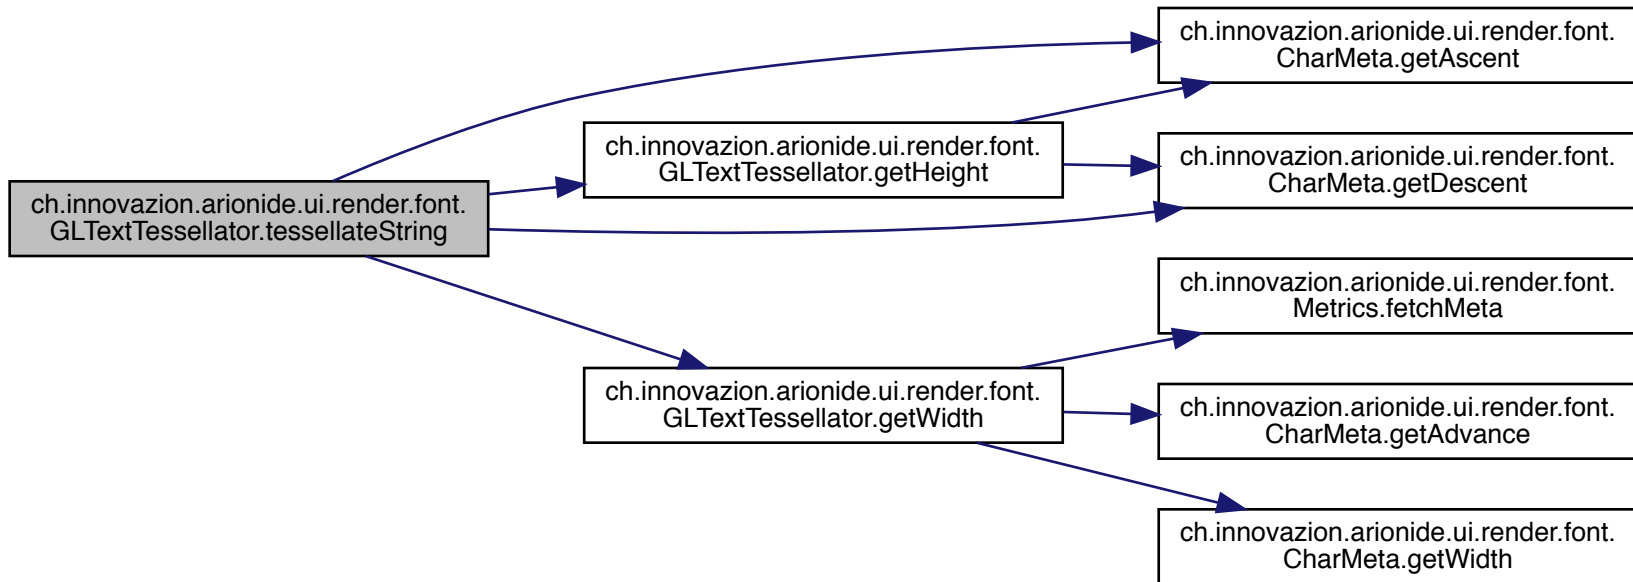 ch.innovazion.arionide.ui.render.font.
GLTextTessellator.tessellateString
ch.innovazion.arionide.ui.render.font.
GLTextTessellator.getHeight
ch.innovazion.arionide.ui.render.font.
GLTextTessellator.getWidth
ch.innovazion.arionide.ui.render.font.
CharMeta.getAscent
ch.innovazion.arionide.ui.render.font.
CharMeta.getDescent
ch.innovazion.arionide.ui.render.font.
Metrics.fetchMeta
ch.innovazion.arionide.ui.render.font.
CharMeta.getAdvance
ch.innovazion.arionide.ui.render.font.
CharMeta.getWidth